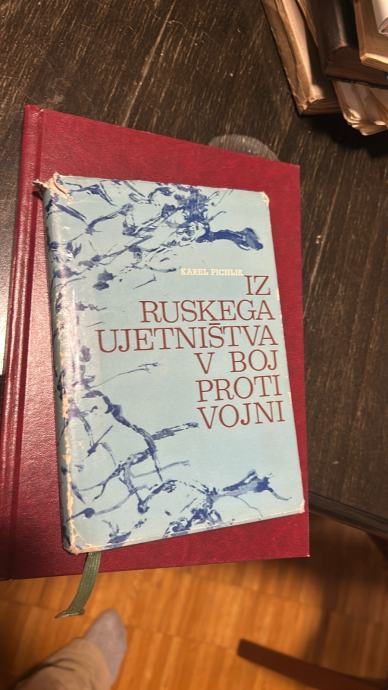 KAREL PICHLIK
IZ
RUSKEGA
UJETNIŠTVA
V BOJ
PROTI
VOJNI